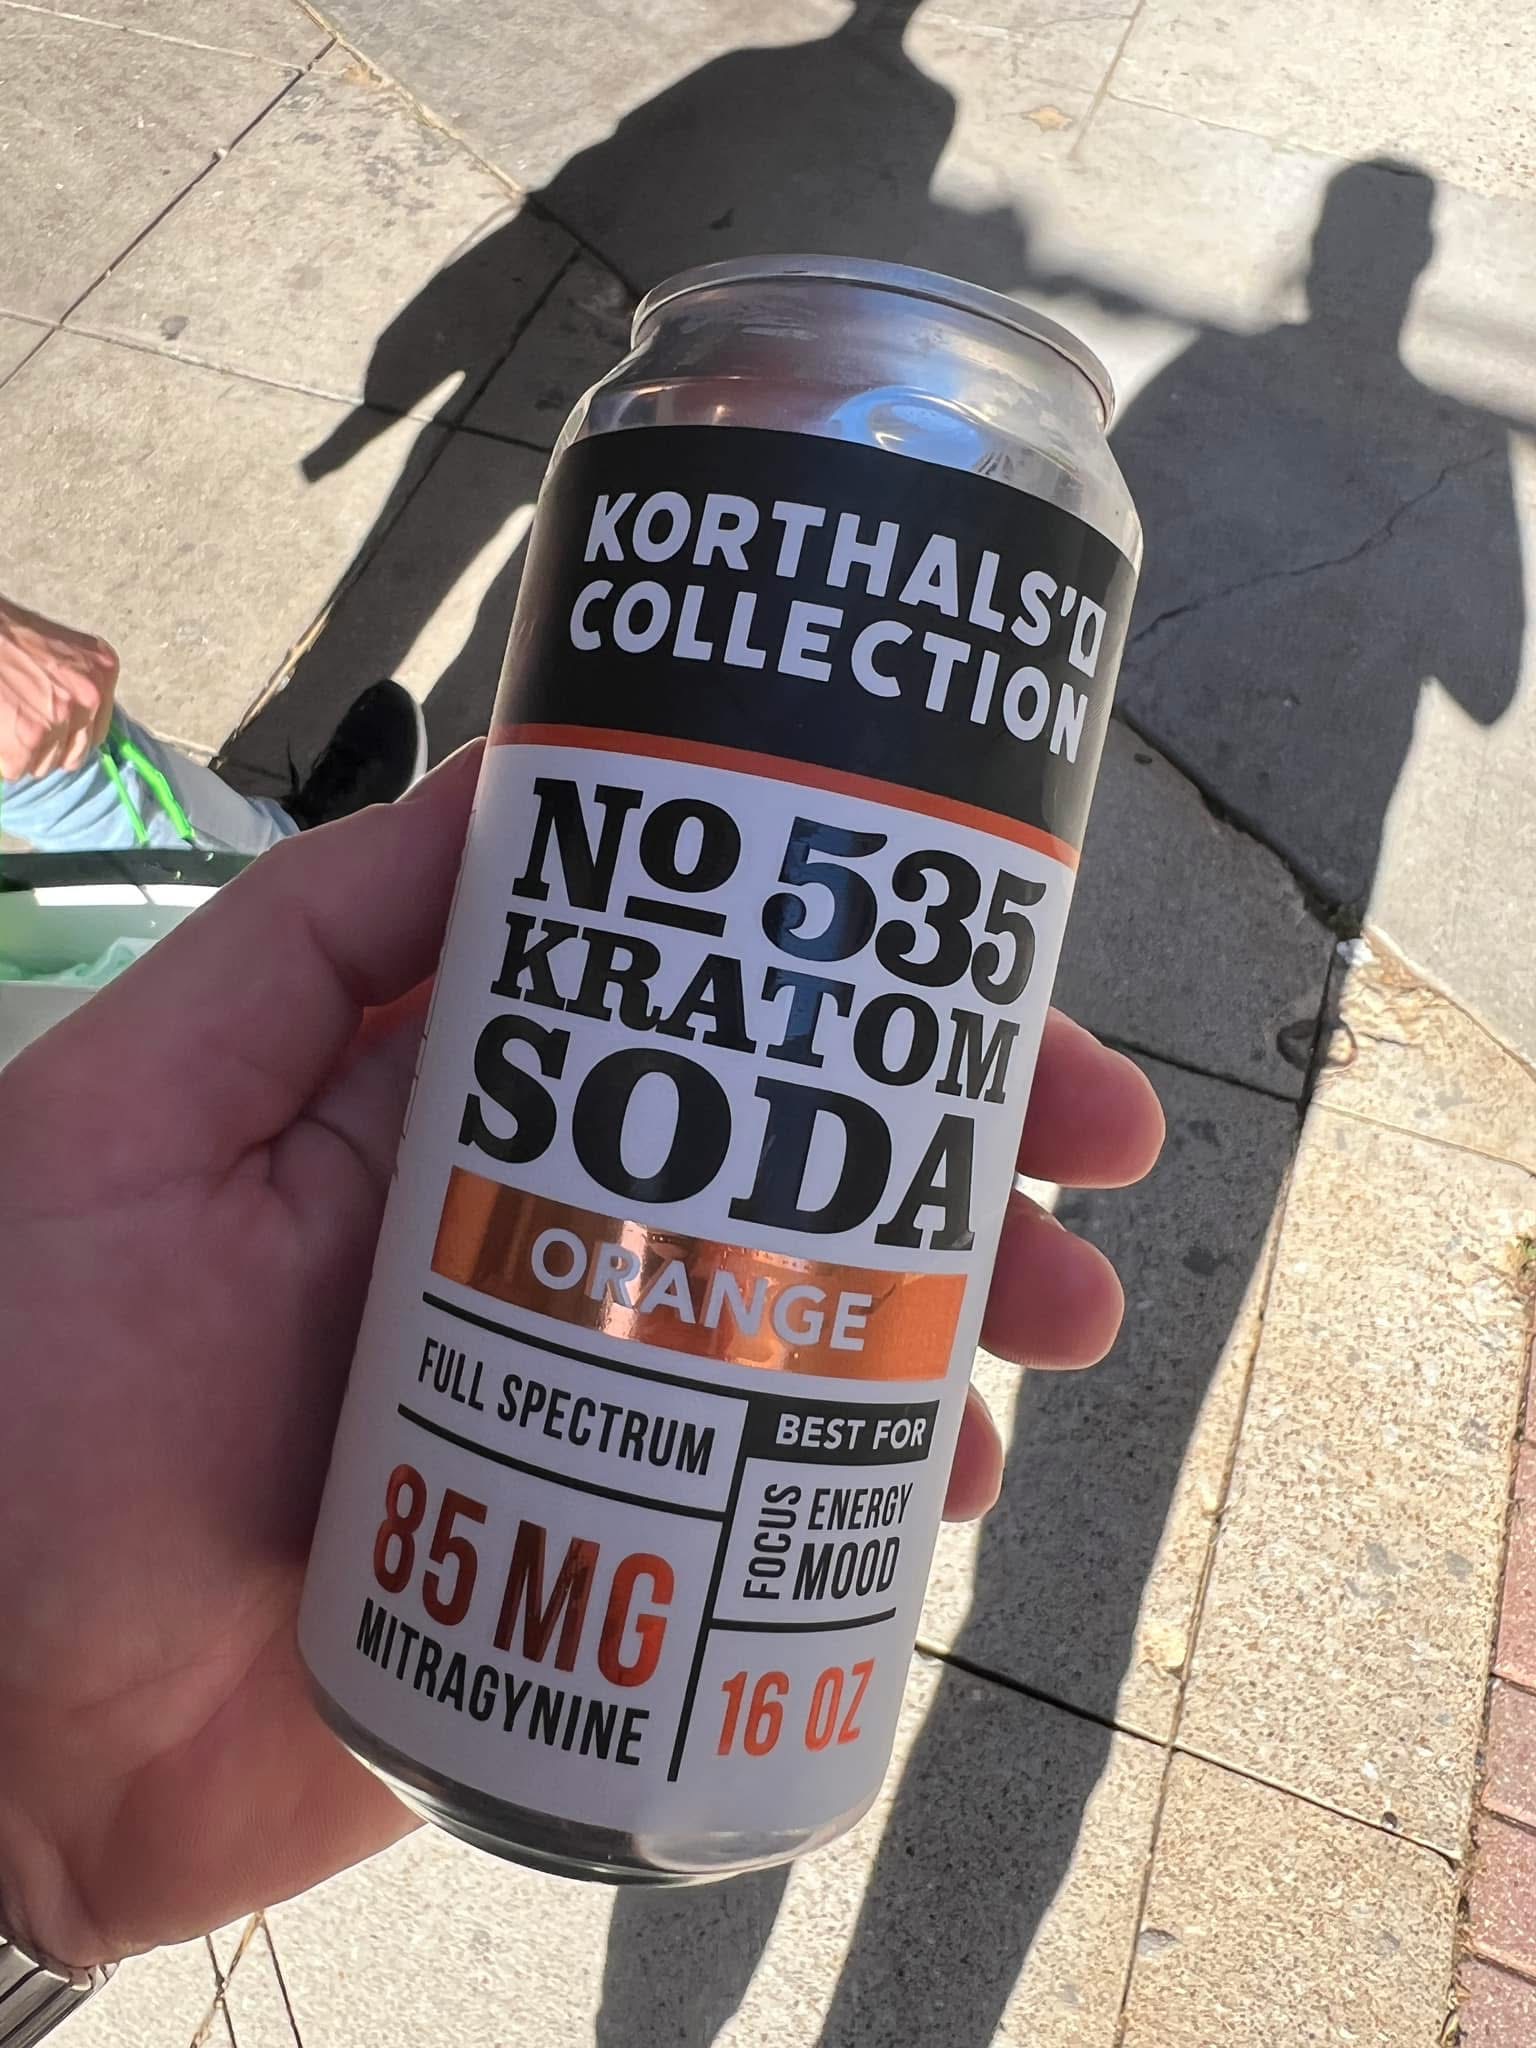 KORTHALS'
COLLECTION
No 535
KRATOM
SODA
ORANGE
FULL SPECTRUM
85 MG
MITRAGYNINE
BEST FOR
FOCUS
ENERGY
MOOD
16 OZ